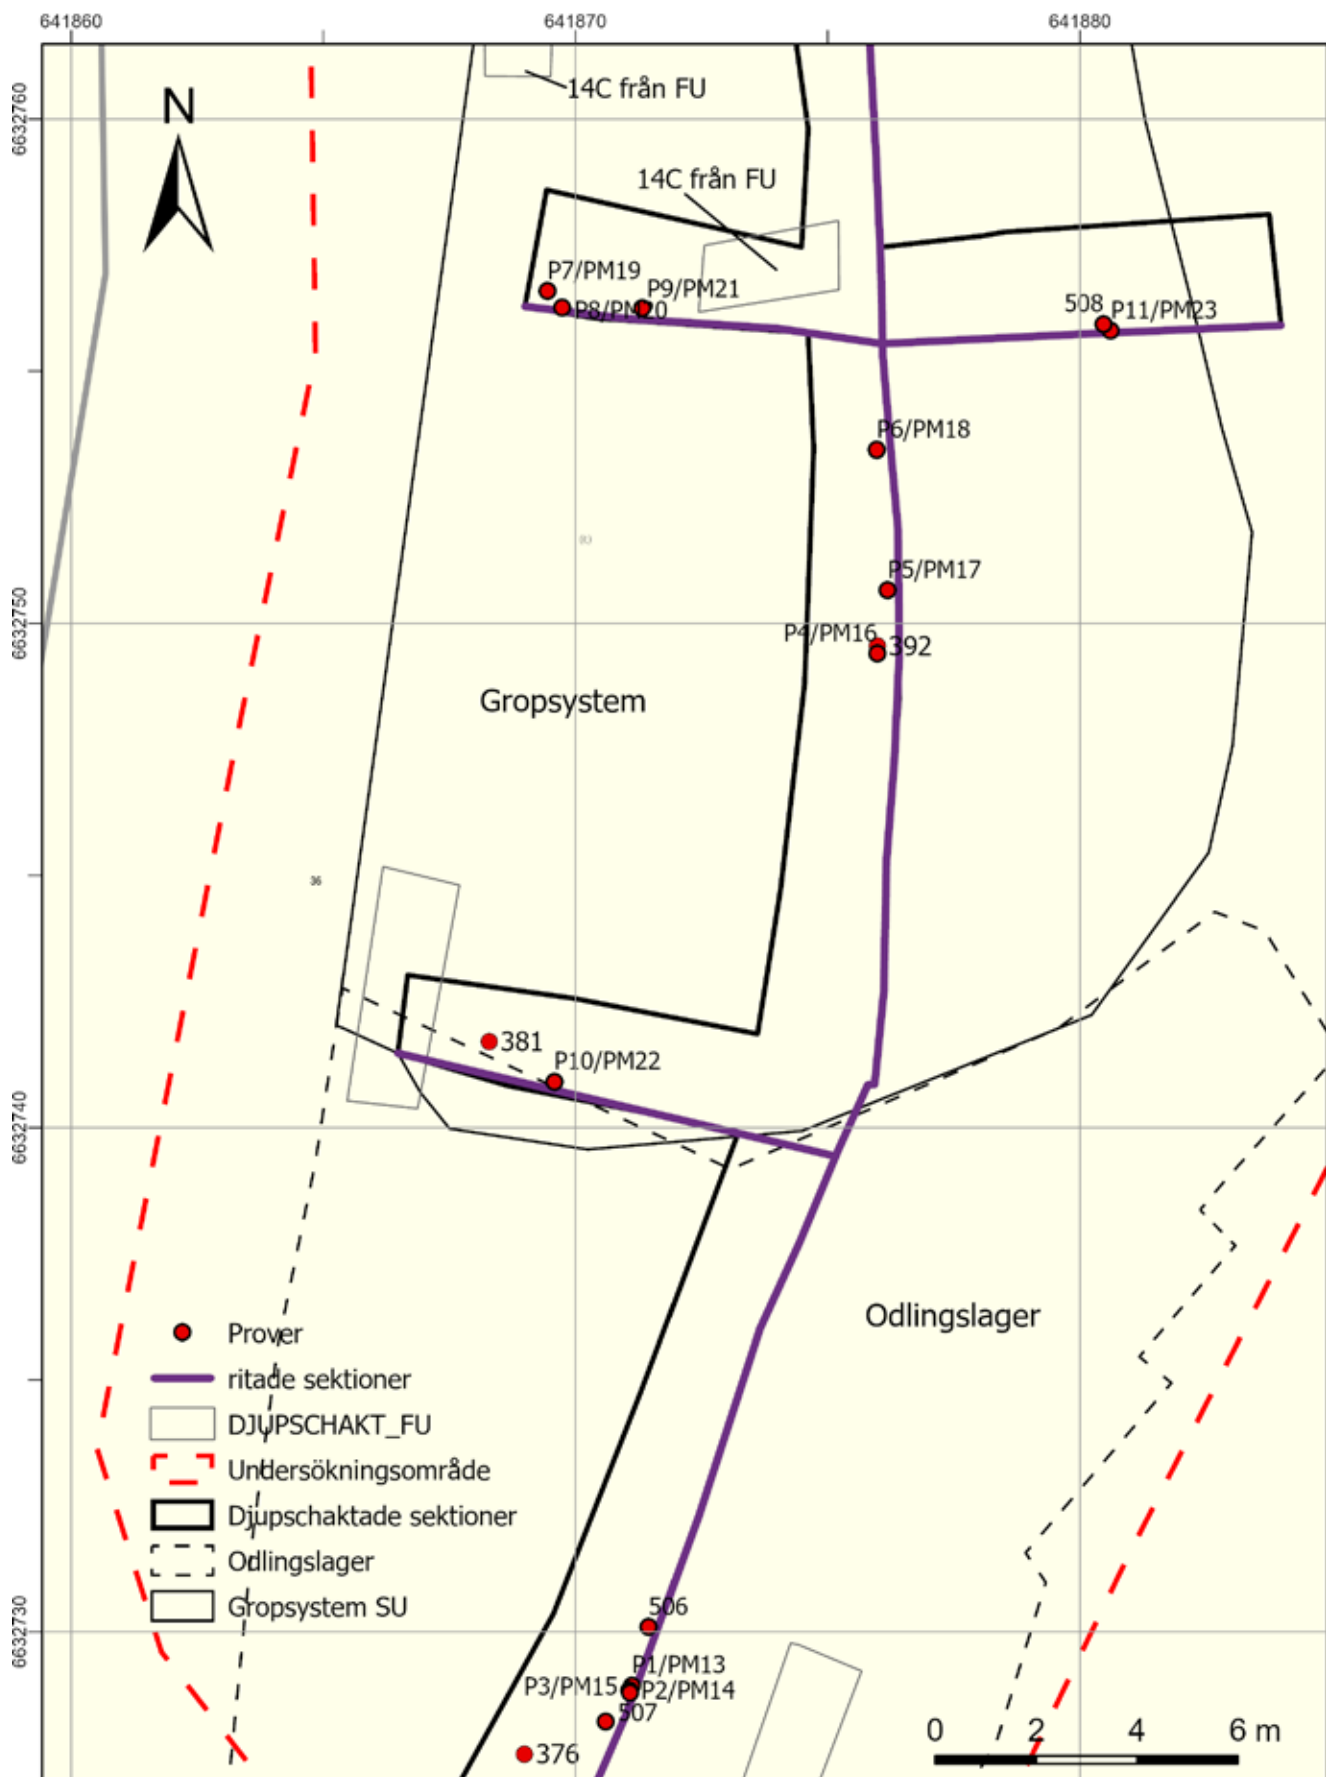 641860
641870
641880
6632760
14C från FU
N
14C från FU
P7/PM19
P9/PM21
P8/PM20
508
P11/PM23
P6/PM18
P5/PM17
6632750
P4/PM16
392
Gropsystem
36
381
P10/PM22
6632740
Odlingslager
Prover
ritade sektioner
DJUPSCHAKT_FU
Undersökningsområde
Djupschaktade sektioner
Odlingslager
Gropsystem SU
506
6632730
P1/PM13
P3/PM15
P2/PM14
507
376
0 2 4 6 m